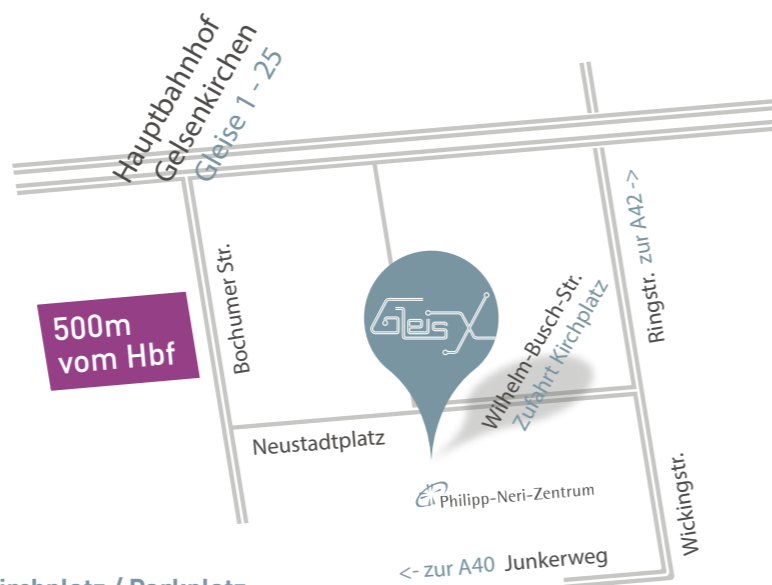 Hauptbahnhof
Gelsenkirchen
Gleise 1 - 25
500m
vom Hbf
Bochumer Str.
GleisX
Wilhelm-Busch-Str.
Zufahrt Kirchplatz
Ringstr. zur A42 ->
Neustadtplatz
Philipp-Neri-Zentrum
Wickingstr.
<- zur A40 Junkerweg